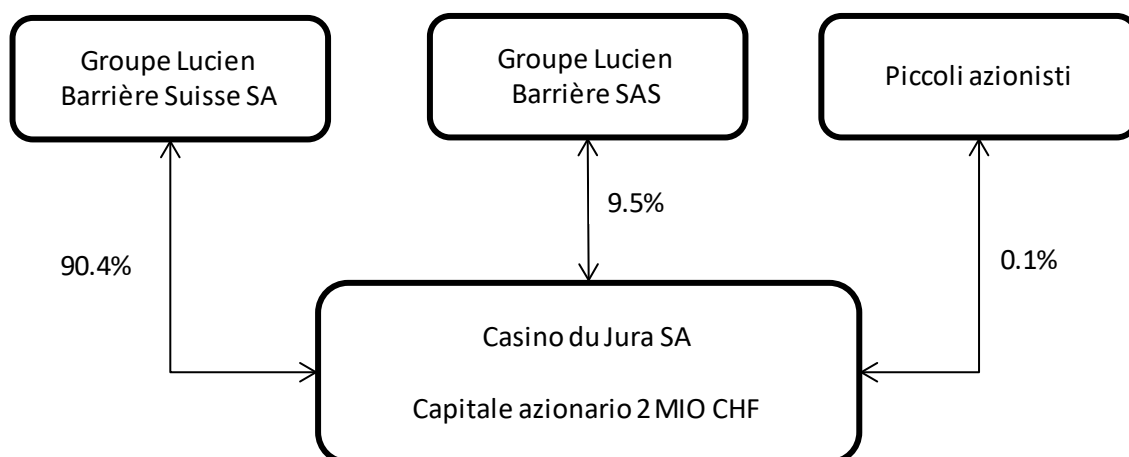 Groupe Lucien
Barrière Suisse SA
Groupe Lucien
Barrière SAS
Piccoli azionisti
90.4%
9.5%
0.1%
Casino du Jura SA
Capitale azionario 2 MIO CHF